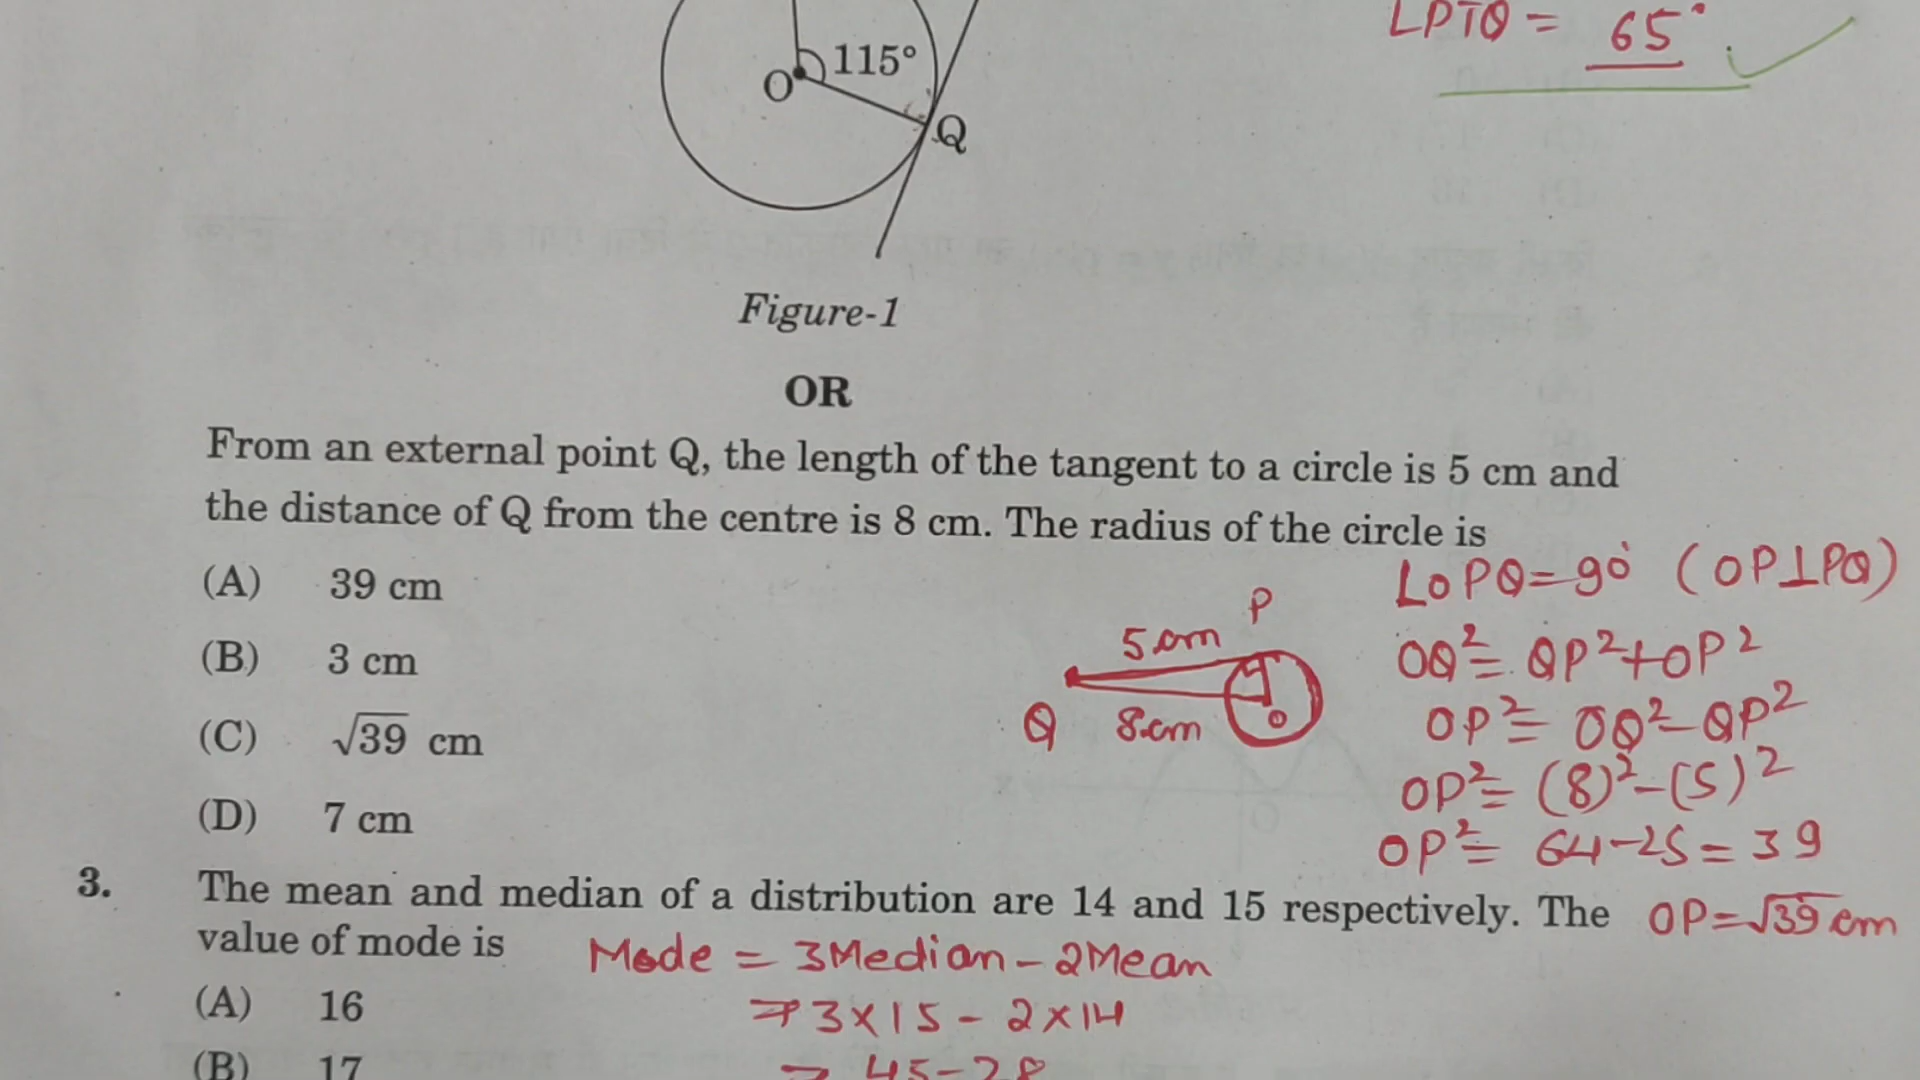 LPTQ = 65°
115°
O
Q
Figure-1
OR
From an external point Q, the length of the tangent to a circle is 5 cm and
the distance of Q from the centre is 8 cm. The radius of the circle is
(A) 39 cm
(B) 3 cm
(C) √39 cm
(D) 7 cm
P
5 cm
Q 8 cm O
LOPQ = 90° (OP⊥PQ)
OQ² = QP² + OP²
OP² = OQ² - QP²
OP² = (8)² - (5)²
OP² = 64 - 25 = 39
OP = √39 cm
3. The mean and median of a distribution are 14 and 15 respectively. The
value of mode is
Mode = 3Median - 2Mean
⇒ 3×15 - 2×14
⇒ 45 - 28
(A) 16
(B) 17